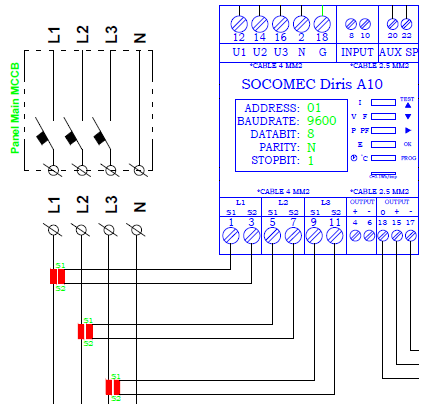 L1 L2 L3 N
Panel Main MCCB
12 14 16 2 18 8 10 20 22
U1 U2 U3 N G INPUT AUX SP
*CABLE 4 MM2 *CABLE 2.5 MM2
SOCOMEC Diris A10
ADDRESS: 01
BAUDRATE: 9600
DATABIT: 8
PARITY: N
STOPBIT: 1
I TEST
V F
P PF
E OK
°C PROG
*CABLE 4 MM2 *CABLE 2.5 MM2
L1 L2 L3 OUTPUT OUTPUT
S1 S2 S1 S2 S1 S2 + - 0 + -
1 3 5 7 9 11 4 6 18 15 17
L1 L2 L3 N
S1
S2
S1
S2
S1
S2